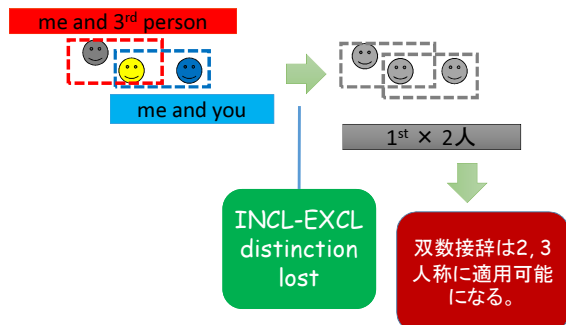 me and 3rd person
me and you
1st × 2人
INCL-EXCL
distinction
lost
双数接辞は2, 3
人称に適用可能
になる。